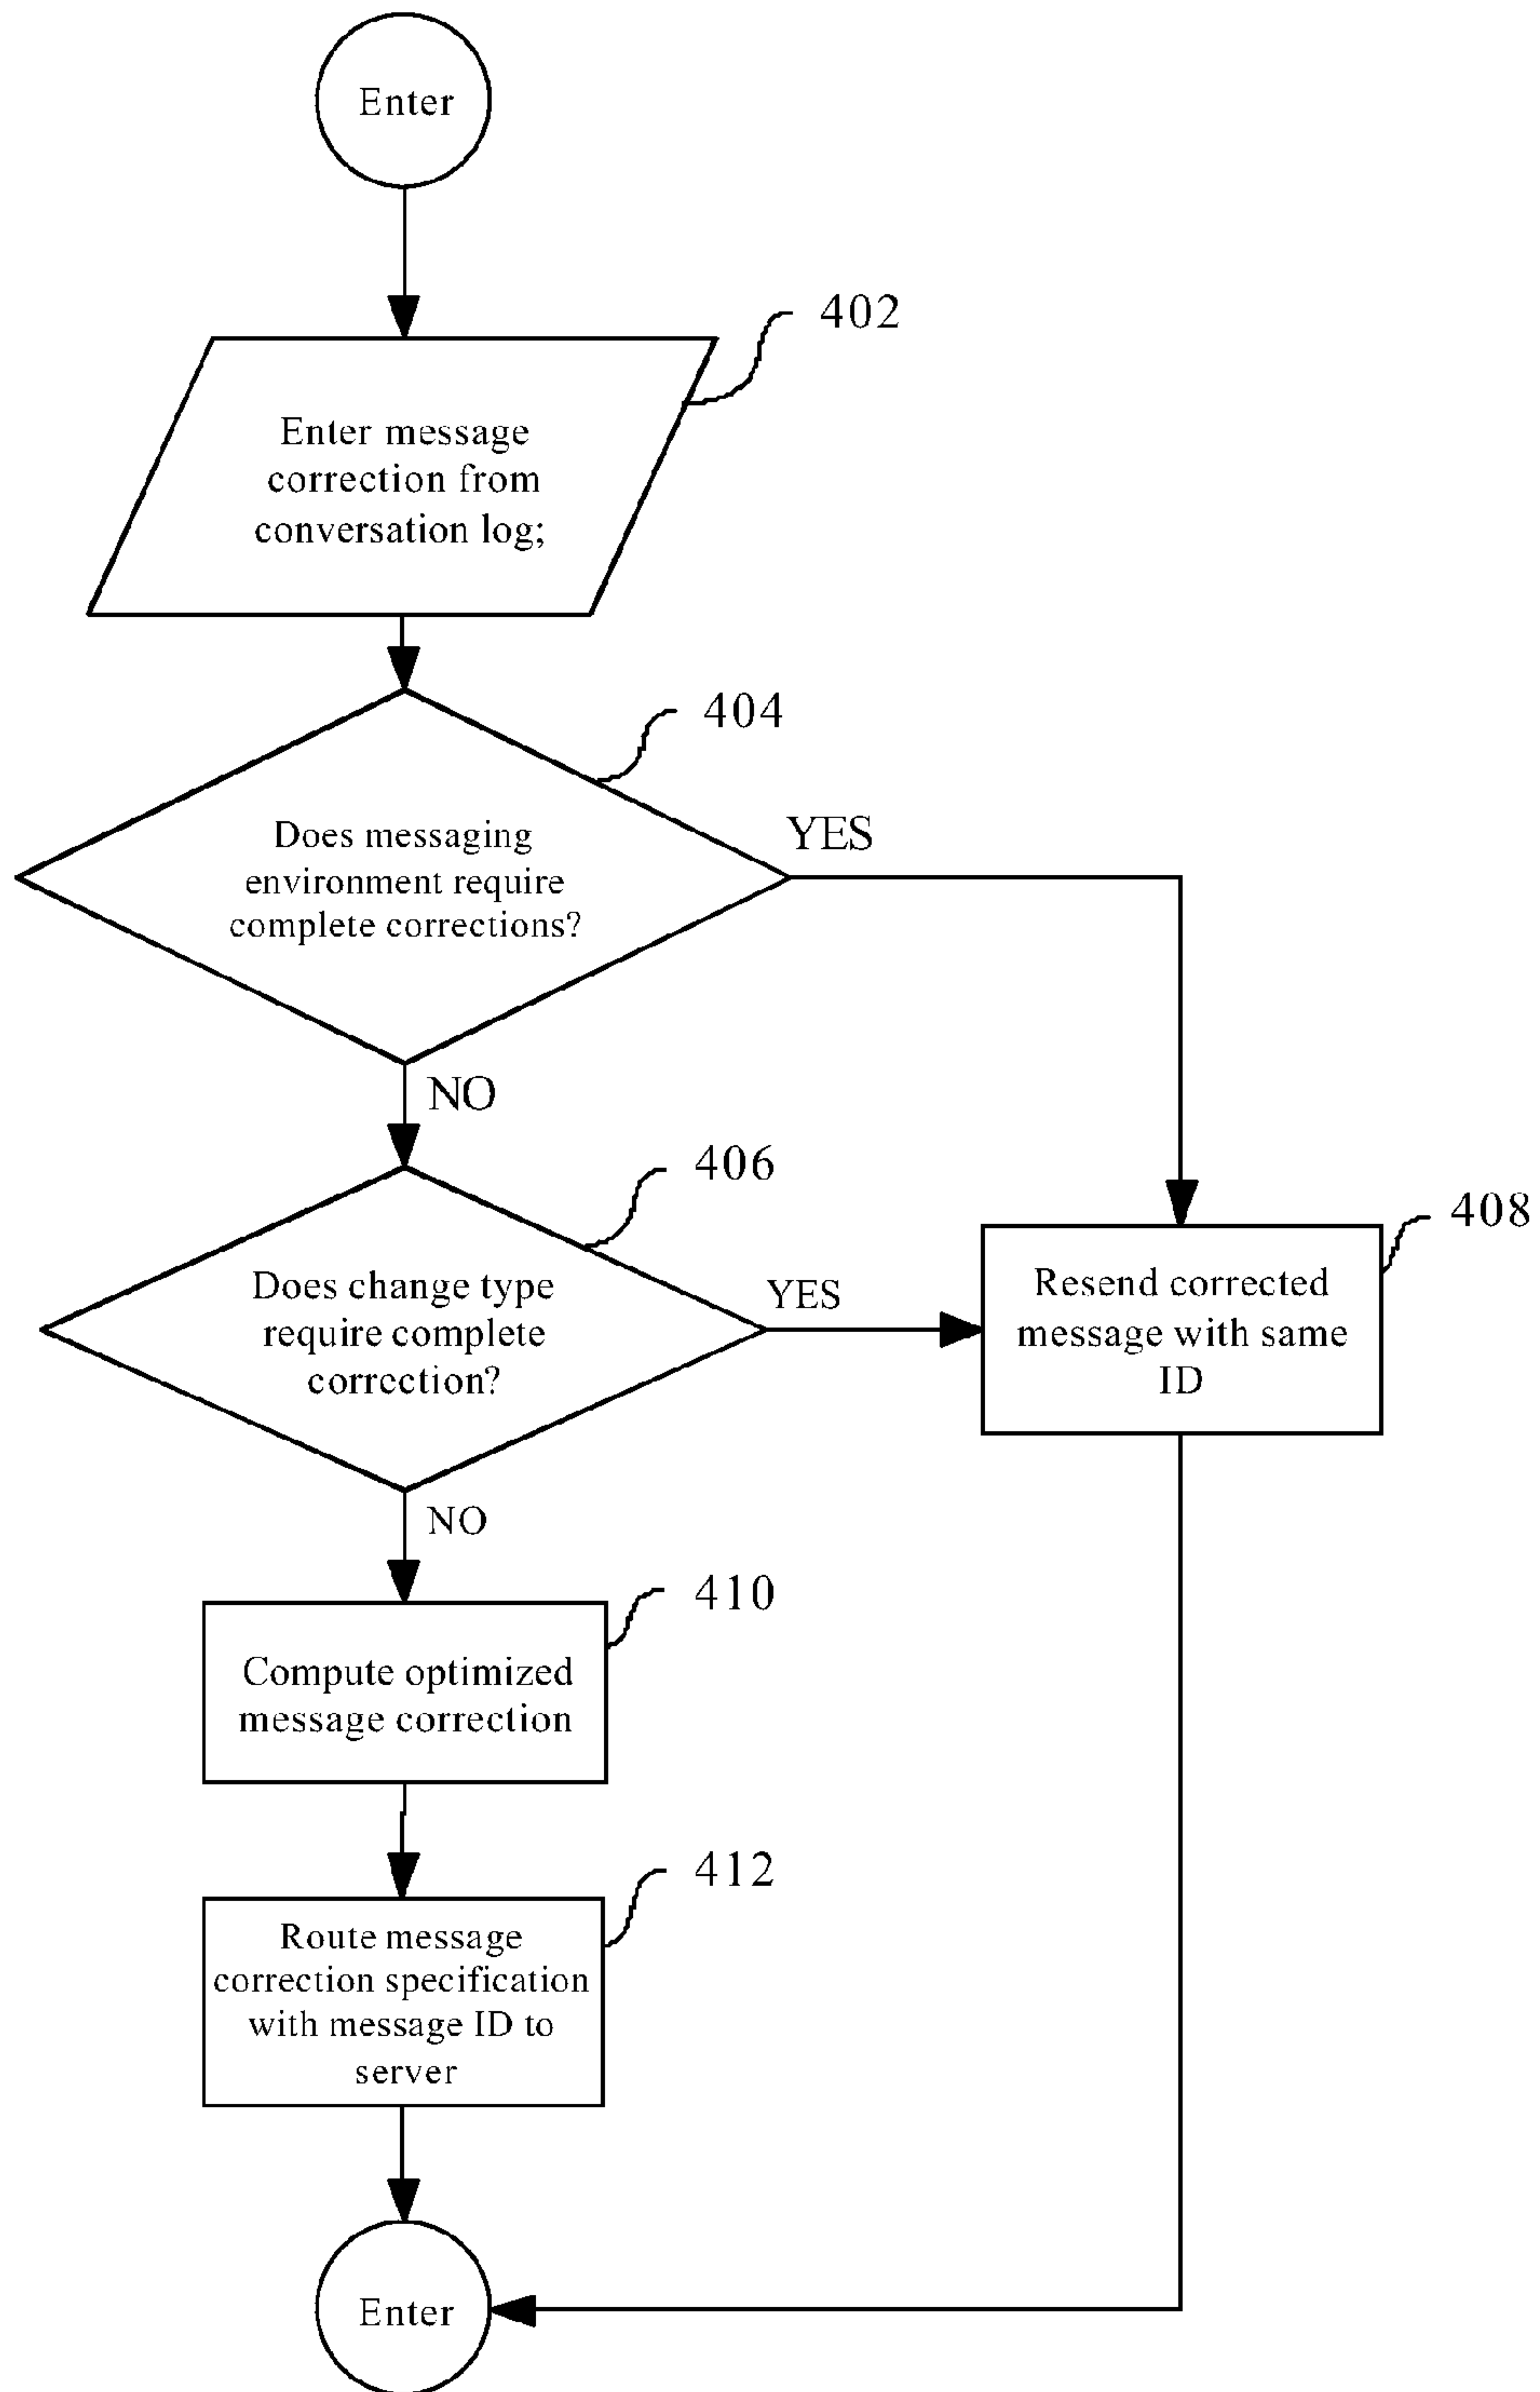 Enter
402
Enter message
correction from
conversation log;
404
Does messaging
environment require
complete corrections?
YES
NO
406
Does change type
require complete
correction?
YES
408
Resend corrected
message with same
ID
NO
410
Compute optimized
message correction
412
Route message
correction specification
with message ID to
server
Enter